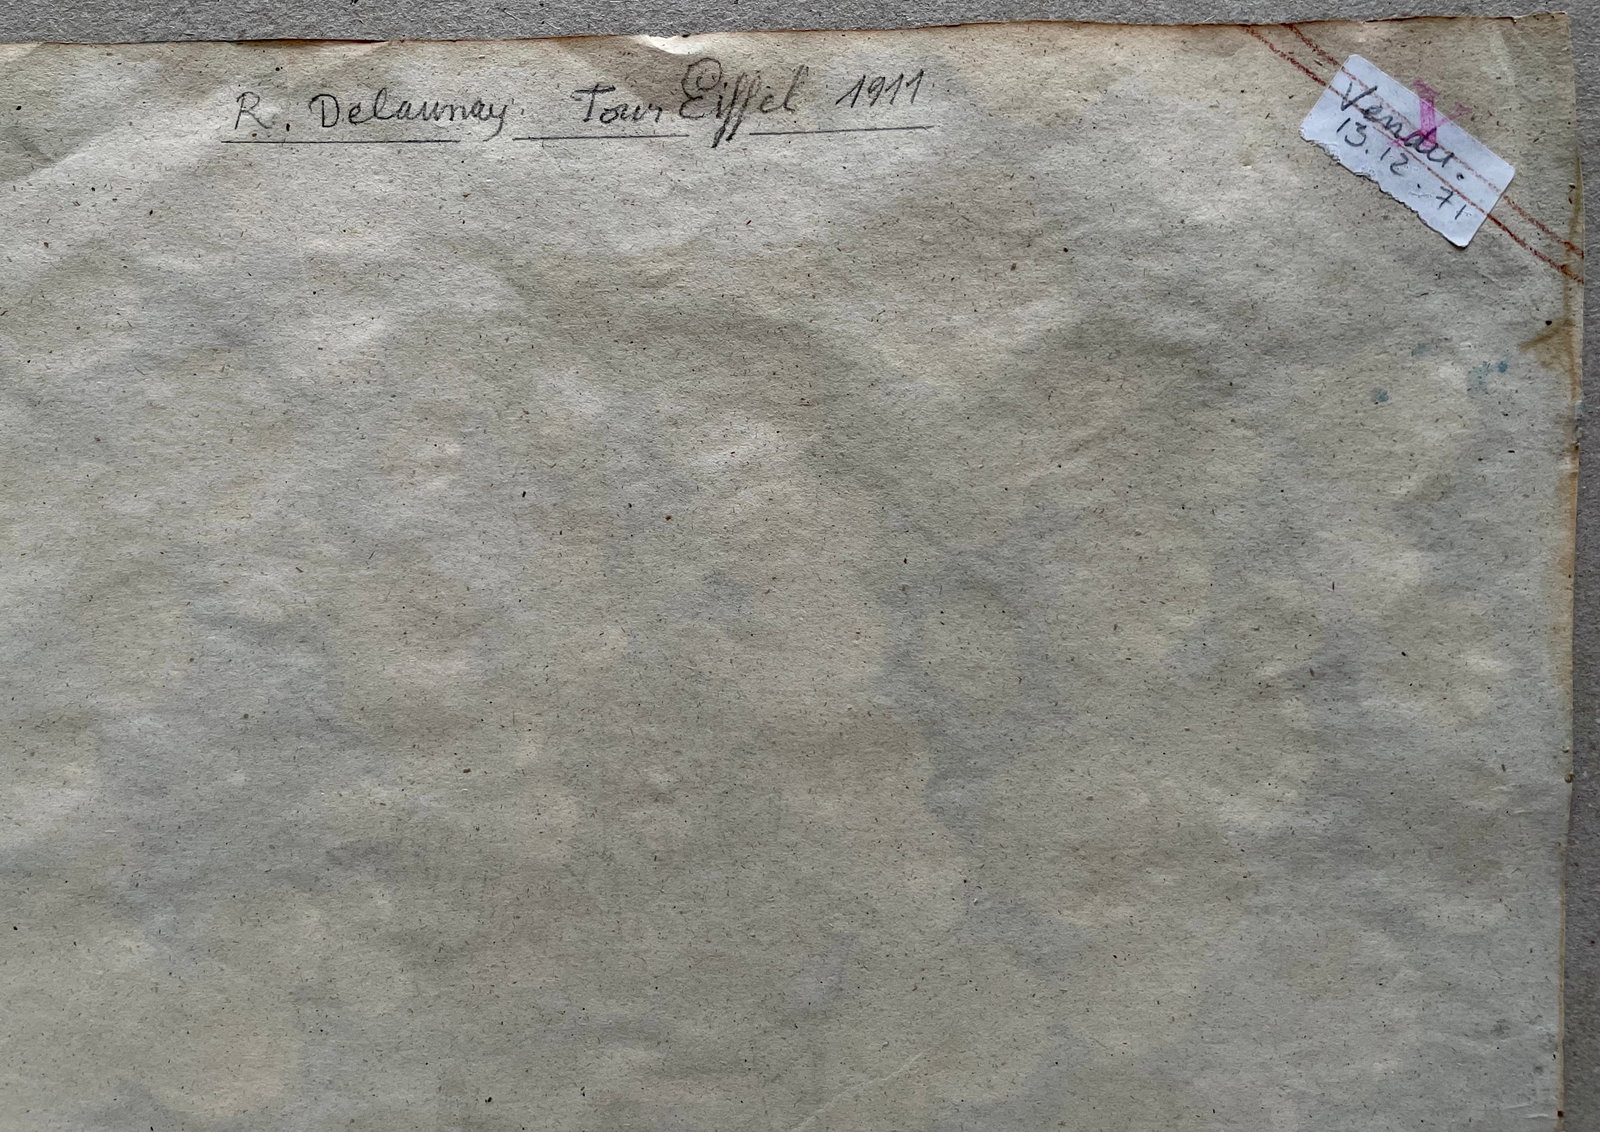 R. Delaunay. Tour Eiffel 1911.
Vendu.
13.12.71